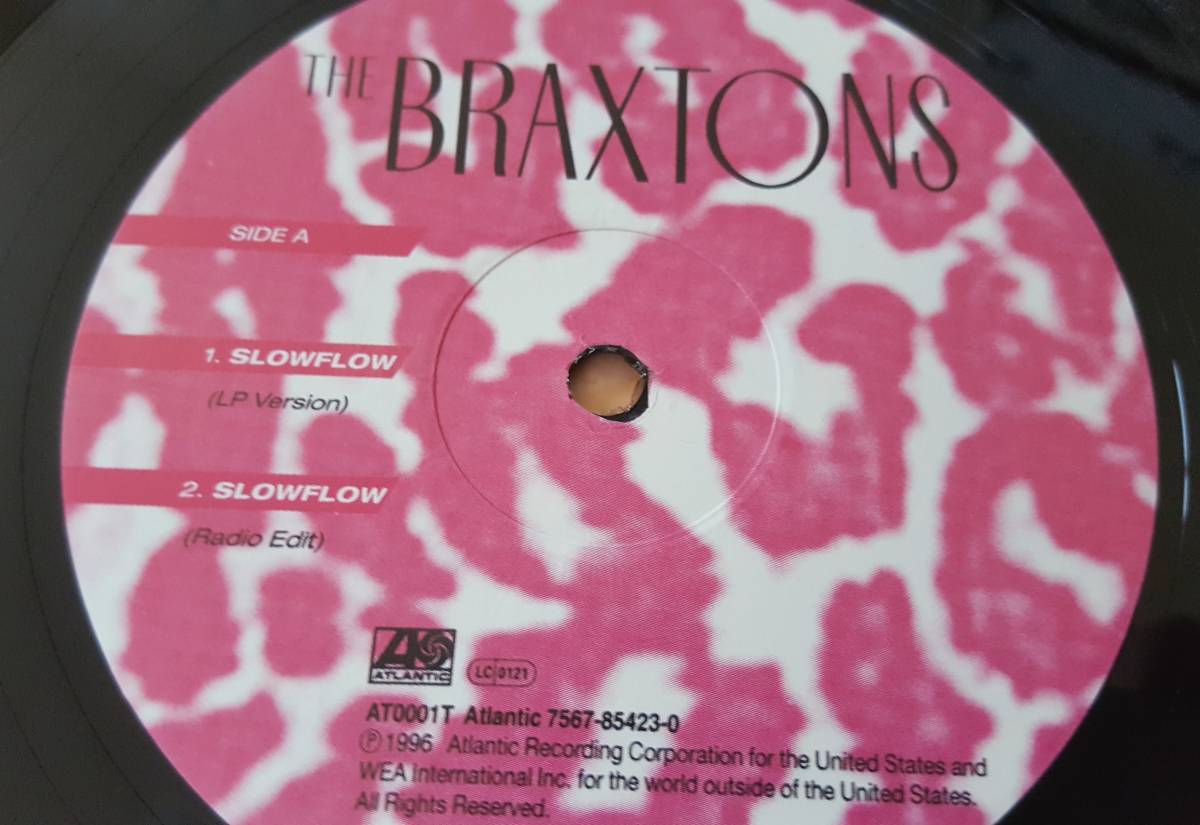 THE BRAXTONS
SIDE A
1. SLOWFLOW
(LP Version)
2. SLOWFLOW
(Radio Edit)
ATLANTIC LC 0121
AT0001T Atlantic 7567-85423-0
℗ 1996 Atlantic Recording Corporation for the United States and
WEA International Inc. for the world outside of the United States.
All Rights Reserved.